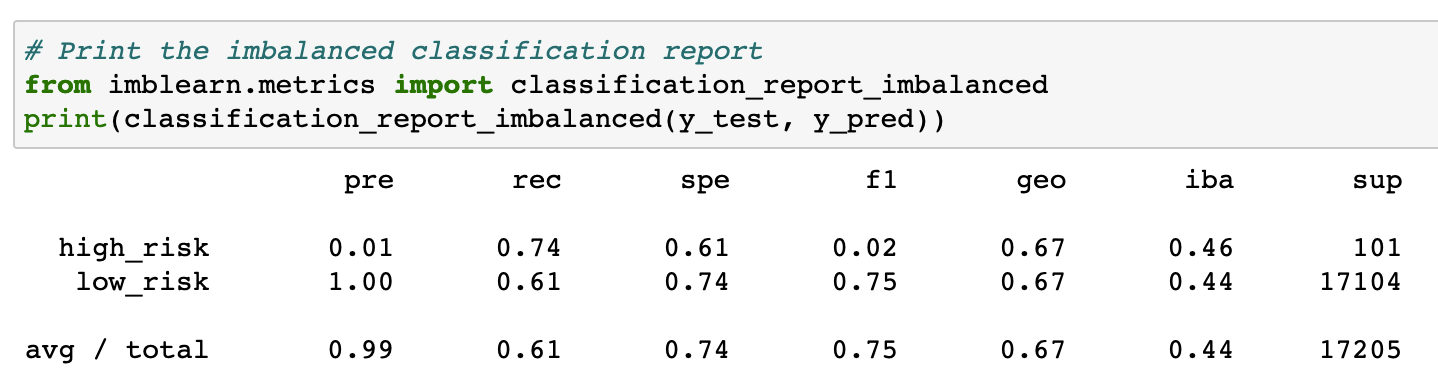 # Print the imbalanced classification report
from imblearn.metrics import classification_report_imbalanced
print(classification_report_imbalanced(y_test, y_pred))
pre rec spe f1 geo iba sup
high_risk 0.01 0.74 0.61 0.02 0.67 0.46 101
low_risk 1.00 0.61 0.74 0.75 0.67 0.44 17104
avg / total 0.99 0.61 0.74 0.75 0.67 0.44 17205